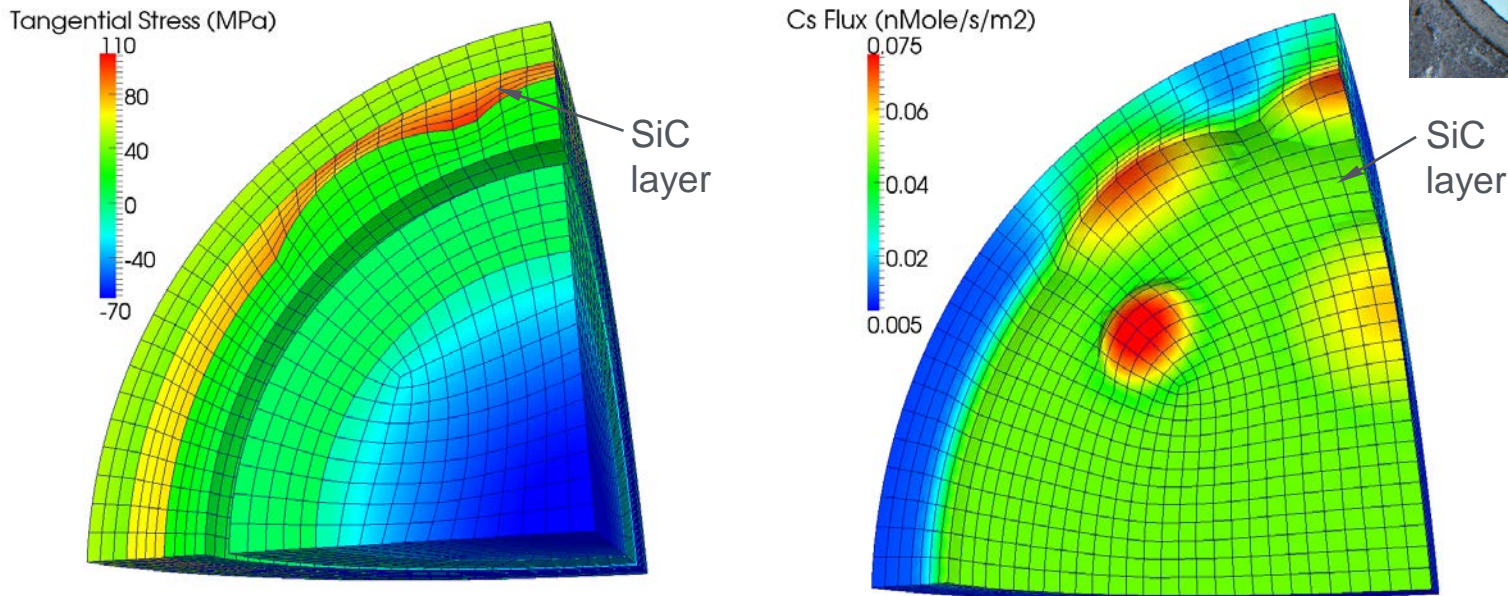 Tangential Stress (MPa)
110
80
40
0
-40
-70
SiC
layer
Cs Flux (nMole/s/m2)
0.075
0.06
0.04
0.02
0.005
SiC
layer